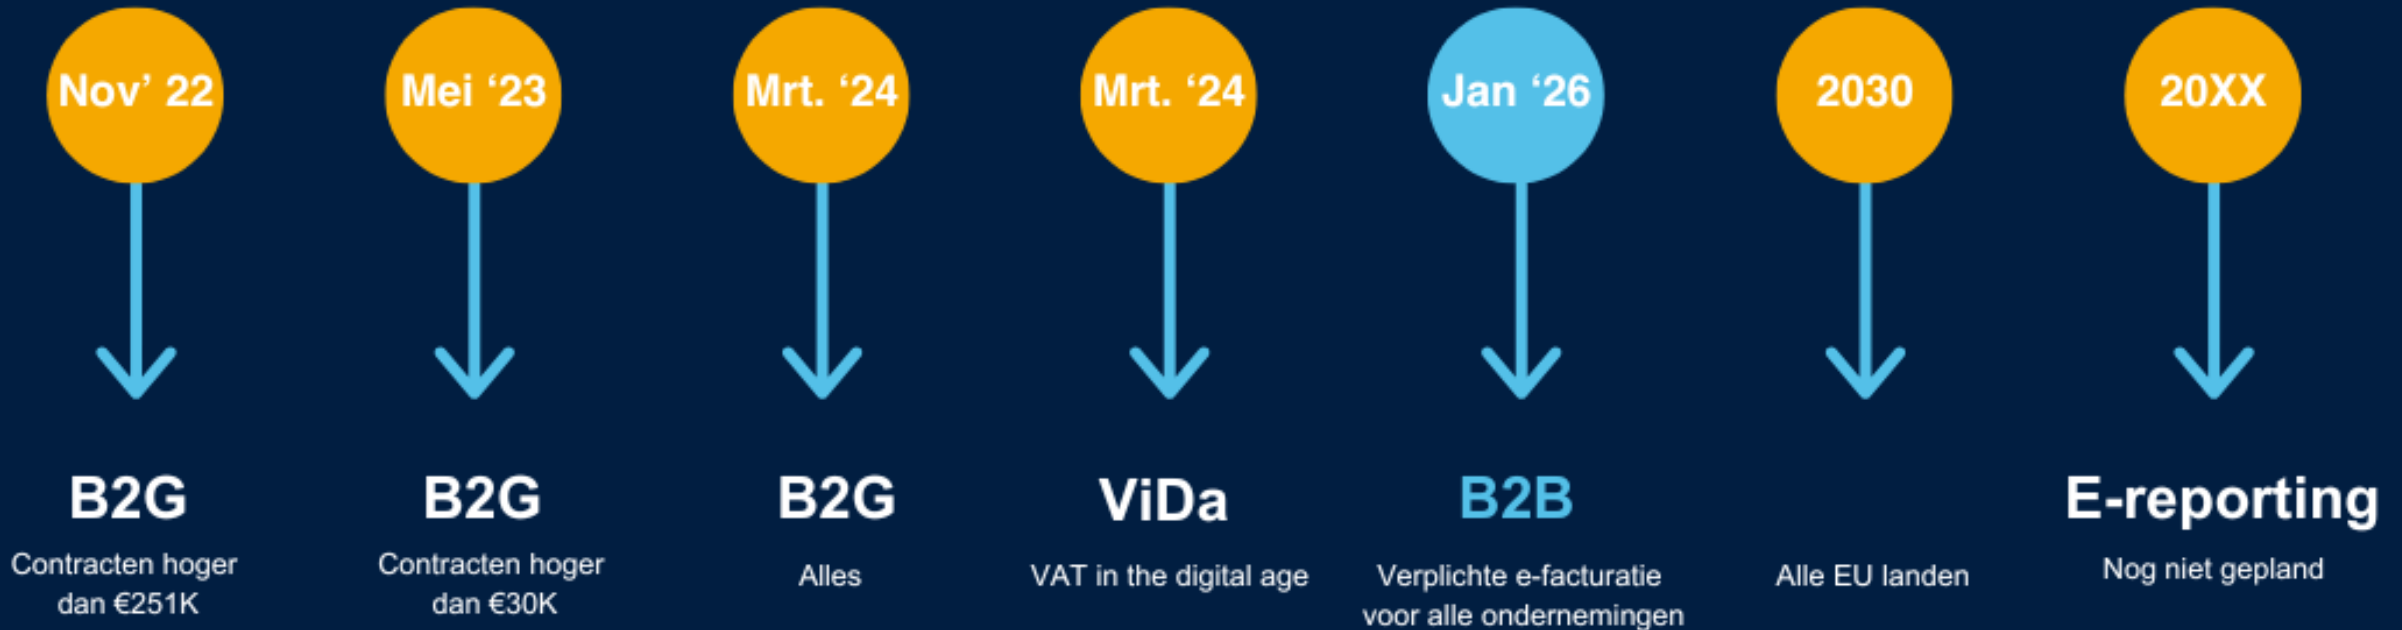 Nov’ 22
Mei ‘23
Mrt. ‘24
Mrt. ‘24
Jan ‘26
2030
20XX
B2G
Contracten hoger
dan €251K
B2G
Contracten hoger
dan €30K
B2G
Alles
ViDa
VAT in the digital age
B2B
Verplichte e-facturatie
voor alle ondernemingen
Alle EU landen
E-reporting
Nog niet gepland